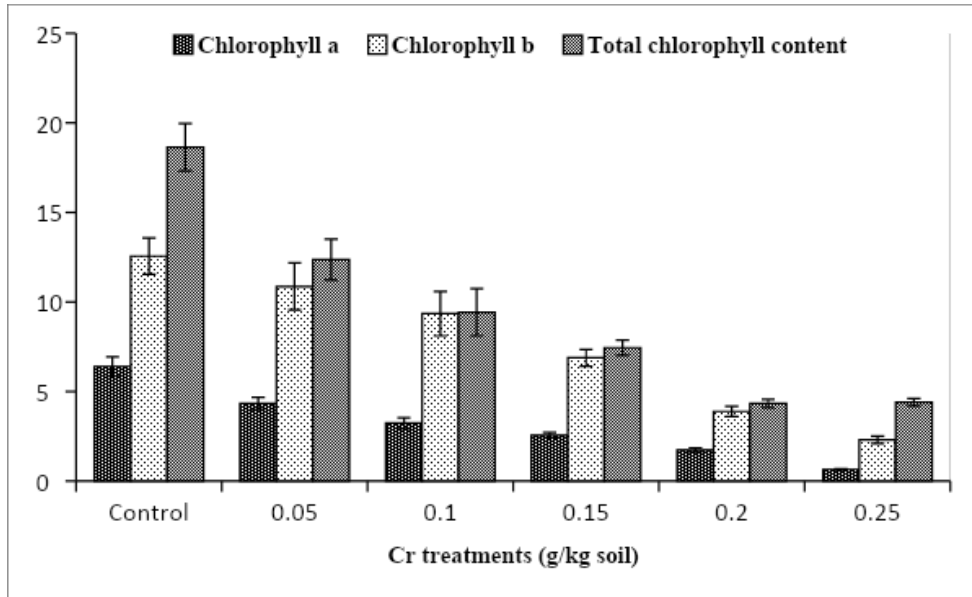 25
Chlorophyll a Chlorophyll b Total chlorophyll content
20
15
10
5
0
Control 0.05 0.1 0.15 0.2 0.25
Cr treatments (g/kg soil)